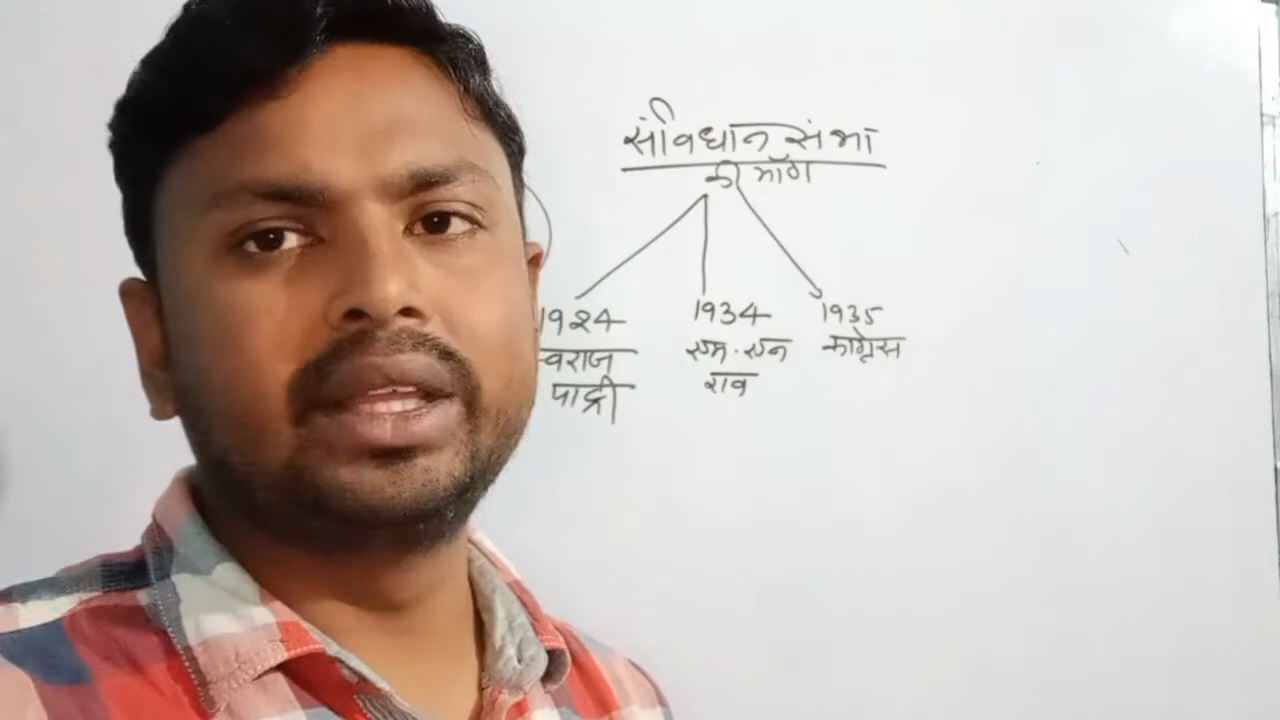 संविधान सभा
की माँग
1924 1934 1935
स्वराज एम.एन कांग्रेस
पार्टी राव